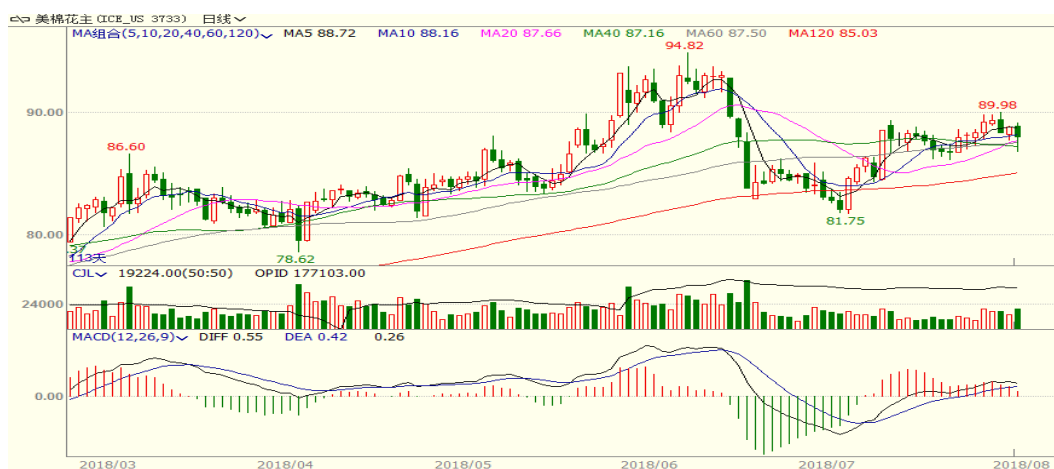 美棉花主(ICE_US 3733) 日线
MA组合(5,10,20,40,60,120) MA5 88.72 MA10 88.16 MA20 87.66 MA40 87.16 MA60 87.50 MA120 85.03
94.82
90.00
89.98
86.60
81.75
80.00
78.62
113天
CJL 19224.00(50:50) OPID 177103.00
24000
MACD(12,26,9) DIFF 0.55 DEA 0.42 0.26
0.00
2018/03 2018/04 2018/05 2018/06 2018/07 2018/08